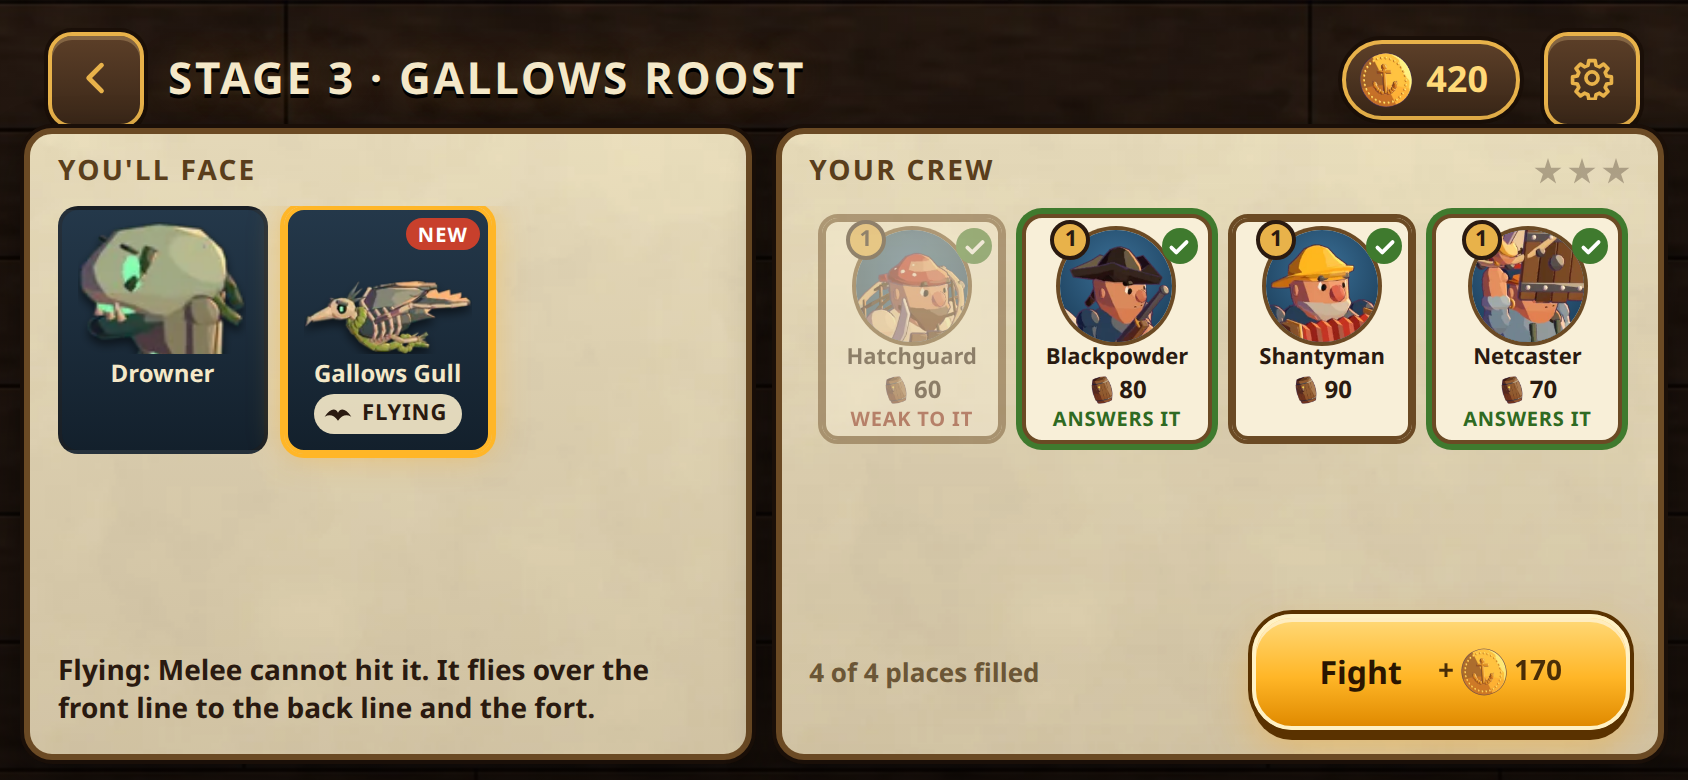 STAGE 3 · GALLOWS ROOST
420
YOU'LL FACE
NEW
Drowner
Gallows Gull
FLYING
Flying: Melee cannot hit it. It flies over the
front line to the back line and the fort.
YOUR CREW
1
Hatchguard
60
WEAK TO IT
1
Blackpowder
80
ANSWERS IT
1
Shantyman
90
1
Netcaster
70
ANSWERS IT
4 of 4 places filled
Fight + 170